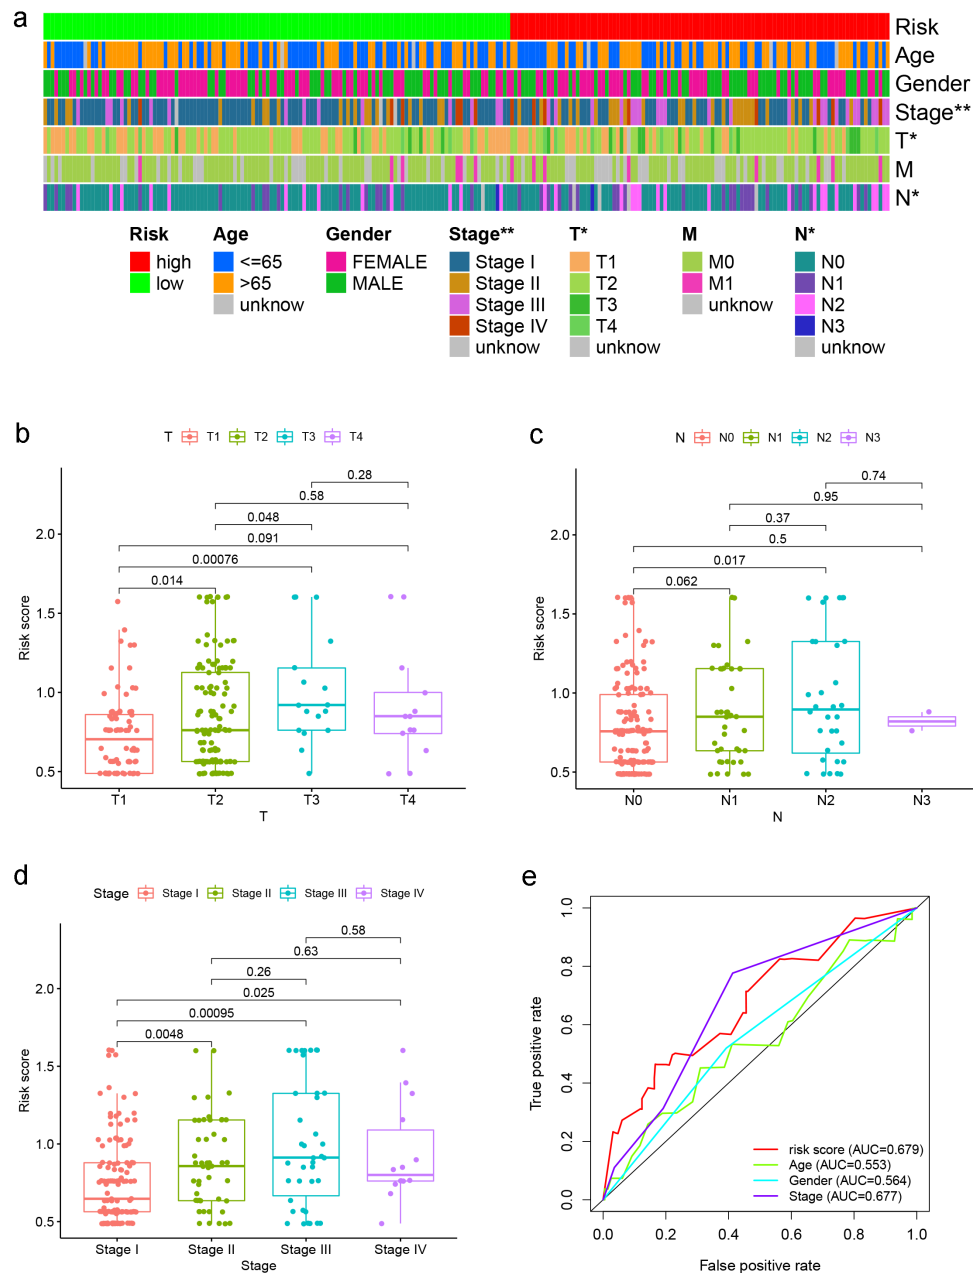 a
Risk
Age
Gender
Stage**
T*
M
N*
Risk Age Gender Stage** T* M N*
high <=65 FEMALE Stage I T1 M0 N0
low >65 MALE Stage II T2 M1 N1
unknow Stage III T3 unknow N2
Stage IV T4 N3
unknow unknow unknow
b
T T1 T2 T3 T4
0.28
0.58
0.048
0.091
0.00076
0.014
2.0
1.5
1.0
0.5
Risk score
T1 T2 T3 T4
T
c
N N0 N1 N2 N3
0.74
0.95
0.37
0.5
0.017
0.062
2.0
1.5
1.0
0.5
Risk score
N0 N1 N2 N3
N
d
Stage Stage I Stage II Stage III Stage IV
0.58
0.63
0.26
0.025
0.00095
0.0048
2.0
1.5
1.0
0.5
Risk score
Stage I Stage II Stage III Stage IV
Stage
e
1.0
0.8
0.6
0.4
0.2
0.0
True positive rate
risk score (AUC=0.679)
Age (AUC=0.553)
Gender (AUC=0.564)
Stage (AUC=0.677)
0.0 0.2 0.4 0.6 0.8 1.0
False positive rate